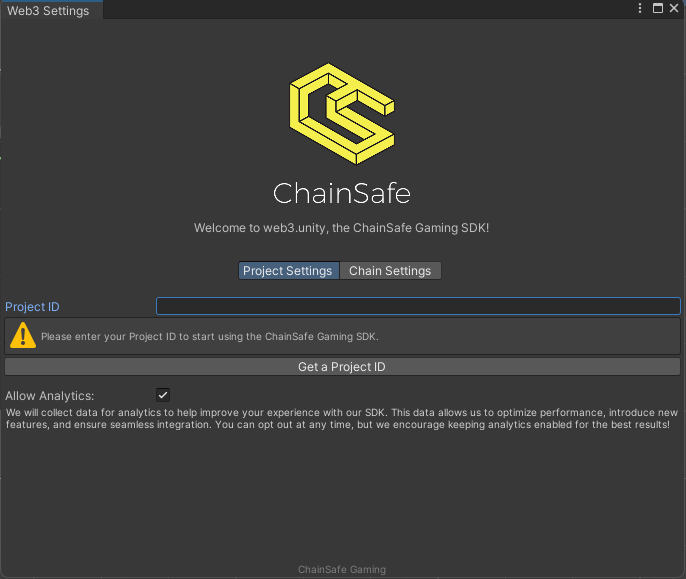 Web3 Settings
ChainSafe
Welcome to web3.unity, the ChainSafe Gaming SDK!
Project Settings Chain Settings
Project ID
Please enter your Project ID to start using the ChainSafe Gaming SDK.
Get a Project ID
Allow Analytics:
We will collect data for analytics to help improve your experience with our SDK. This data allows us to optimize performance, introduce new
features, and ensure seamless integration. You can opt out at any time, but we encourage keeping analytics enabled for the best results!
ChainSafe Gaming